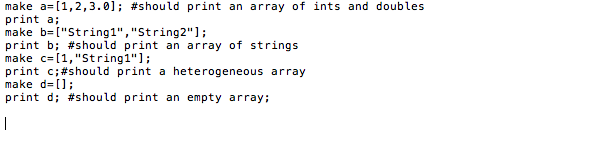 make a=[1,2,3.0]; #should print an array of ints and doubles
print a;
make b=["String1","String2"];
print b; #should print an array of strings
make c=[1,"String1"];
print c;#should print a heterogeneous array
make d=[];
print d; #should print an empty array;